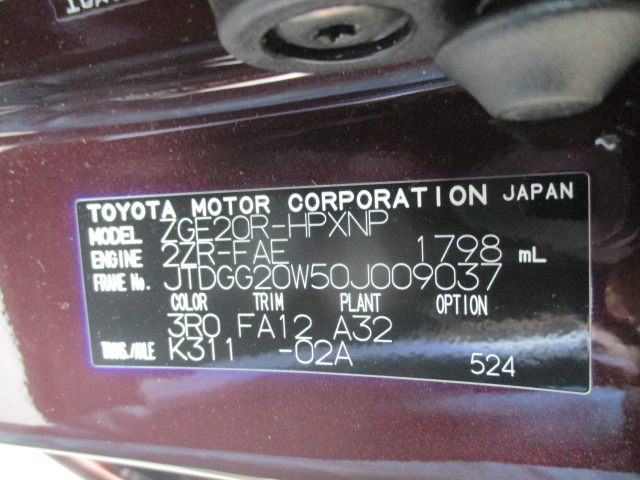 TOYOTA MOTOR CORPORATION JAPAN
MODEL ZGE20R-HPXNP
ENGINE 2ZR-FAE 1798 mL
FRAME No. JTDGG20W50J009037
COLOR TRIM PLANT OPTION
3R0 FA12 A32
TRANS./AXLE K311 -02A
524